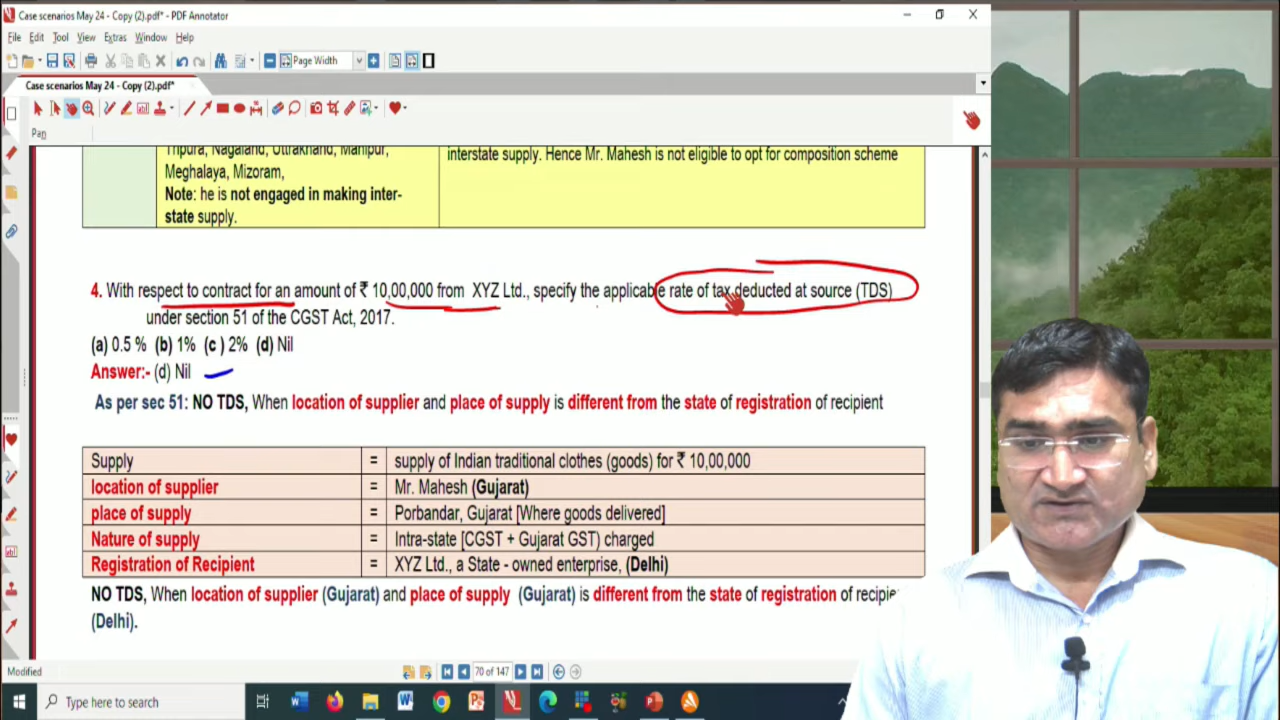 Case scenarios May 24 - Copy (2).pdf* - PDF Annotator
File Edit Tool View Extras Window Help
Page Width
Case scenarios May 24 - Copy (2).pdf*
Pan
Tripura, Nagaland, Uttrakhand, Manipur,
Meghalaya, Mizoram,
Note: he is not engaged in making inter-
state supply.
interstate supply. Hence Mr. Mahesh is not eligible to opt for composition scheme
4. With respect to contract for an amount of ₹ 10,00,000 from XYZ Ltd., specify the applicable rate of tax deducted at source (TDS)
under section 51 of the CGST Act, 2017.
(a) 0.5 % (b) 1% (c ) 2% (d) Nil
Answer:- (d) Nil
As per sec 51: NO TDS, When location of supplier and place of supply is different from the state of registration of recipient
Supply = supply of Indian traditional clothes (goods) for ₹ 10,00,000
location of supplier = Mr. Mahesh (Gujarat)
place of supply = Porbandar, Gujarat [Where goods delivered]
Nature of supply = Intra-state [CGST + Gujarat GST) charged
Registration of Recipient = XYZ Ltd., a State - owned enterprise, (Delhi)
NO TDS, When location of supplier (Gujarat) and place of supply (Gujarat) is different from the state of registration of
(Delhi).
Modified
70 of 147
Type here to search